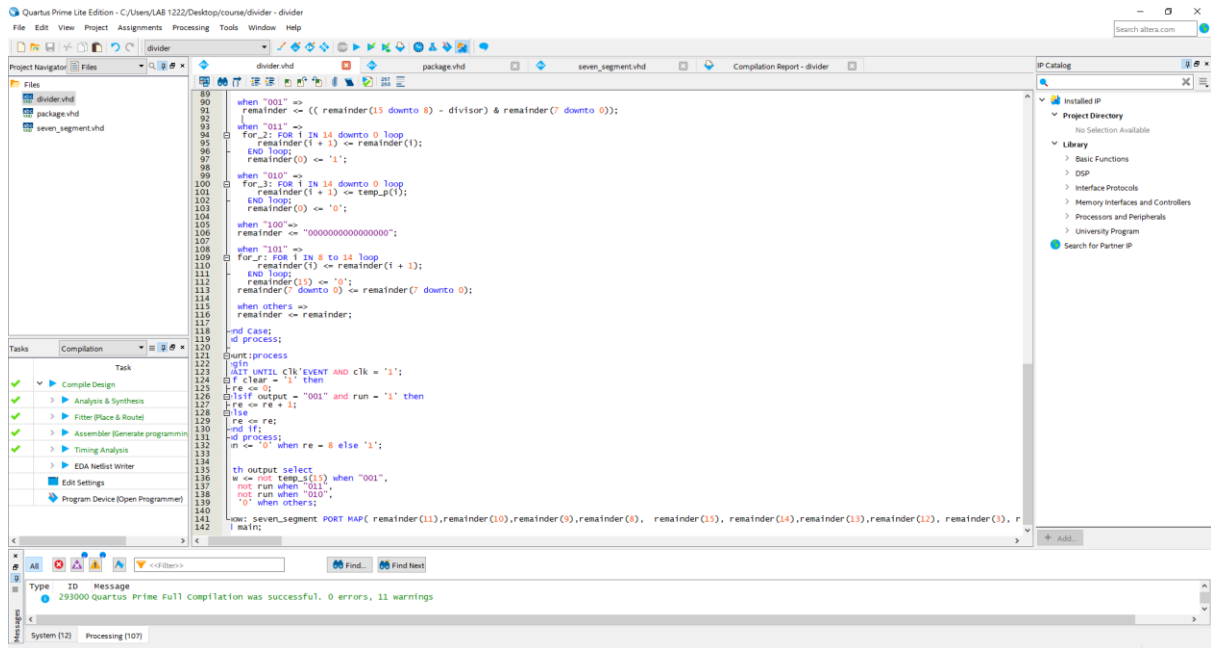 Quartus Prime Lite Edition - C:/Users/LAB 1222/Desktop/course/divider - divider
File Edit View Project Assignments Processing Tools Window Help
Search altera.com
divider
Project Navigator Files
divider.vhd
package.vhd
seven_segment.vhd
Compilation Report - divider
IP Catalog
Files
divider.vhd
package.vhd
seven_segment.vhd
89
90 when "001" =>
91 remainder <= (( remainder(15 downto 8) - divisor) & remainder(7 downto 0));
92
93 when "011" =>
94 for_2: FOR i IN 14 downto 0 loop
95 remainder(i + 1) <= remainder(i);
96 END loop;
97 remainder(0) <= '1';
98
99 when "010" =>
100 for_3: FOR i IN 14 downto 0 loop
101 remainder(i + 1) <= temp_p(i);
102 END loop;
103 remainder(0) <= '0';
104
105 when "100"=>
106 remainder <= "0000000000000000";
107
108 when "101" =>
109 for_r: FOR i IN 8 to 14 loop
110 remainder(i) <= remainder(i + 1);
111 END loop;
112 remainder(15) <= '0';
113 remainder(7 downto 0) <= remainder(7 downto 0);
114
115 when others =>
116 remainder <= remainder;
117
118 end Case;
119 d process;
120
121 unt:process
122 gin
123 WAIT UNTIL Clk'EVENT AND clk = '1';
124 f clear = '1' then
125 re <= 0;
126 lsif output = "001" and run = '1' then
127 re <= re + 1;
128 lse
129 re <= re;
130 nd if;
131 d process;
132 n <= '0' when re = 8 else '1';
133
134
135 th output select
136 w <= not temp_s(15) when "001",
137 not run when "011",
138 not run when "010",
139 '0' when others;
140
141 how: seven_segment PORT MAP( remainder(11),remainder(10),remainder(9),remainder(8), remainder(15), remainder(14),remainder(13),remainder(12), remainder(3), r
142 main;
Installed IP
Project Directory
No Selection Available
Library
Basic Functions
DSP
Interface Protocols
Memory Interfaces and Controllers
Processors and Peripherals
University Program
Search for Partner IP
+ Add...
Tasks Compilation
Task
Compile Design
Analysis & Synthesis
Fitter (Place & Route)
Assembler (Generate programmin
Timing Analysis
EDA Netlist Writer
Edit Settings
Program Device (Open Programmer)
All
<<Filter>>
Find...
Find Next
Type ID Message
293000 Quartus Prime Full Compilation was successful. 0 errors, 11 warnings
Messages
System (12) Processing (107)